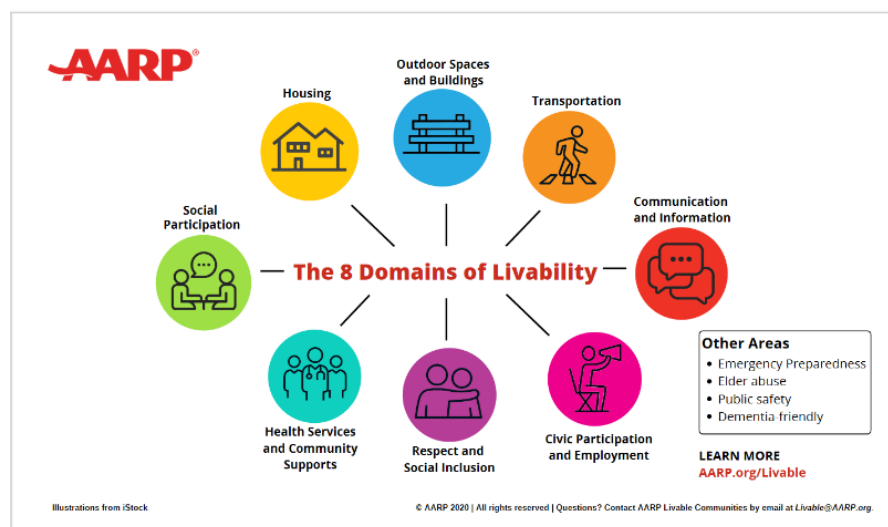 AARP®
Housing
Outdoor Spaces
and Buildings
Transportation
Social
Participation
Communication
and Information
The 8 Domains of Livability
Health Services
and Community
Supports
Respect and
Social Inclusion
Civic Participation
and Employment
Other Areas
• Emergency Preparedness
• Elder abuse
• Public safety
• Dementia-friendly
LEARN MORE
AARP.org/Livable
Illustrations from iStock
© AARP 2020 | All rights reserved | Questions? Contact AARP Livable Communities by email at Livable@AARP.org.